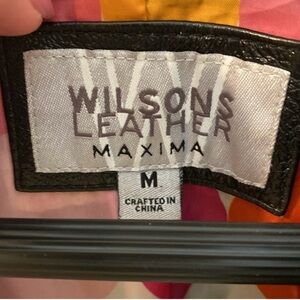 WILSONS
LEATHER
MAXIMA
M
CRAFTED IN
CHINA